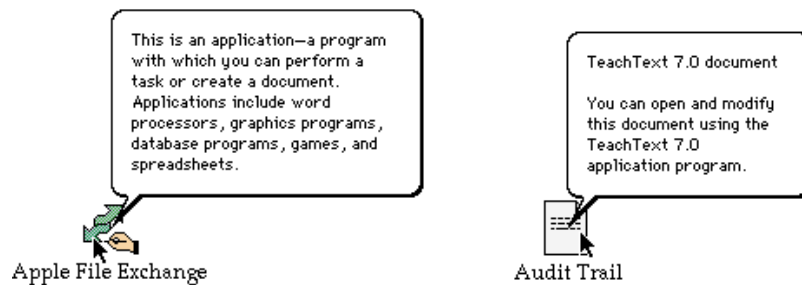 This is an application—a program
with which you can perform a
task or create a document.
Applications include word
processors, graphics programs,
database programs, games, and
spreadsheets.
Apple File Exchange
TeachText 7.0 document
You can open and modify
this document using the
TeachText 7.0
application program.
Audit Trail